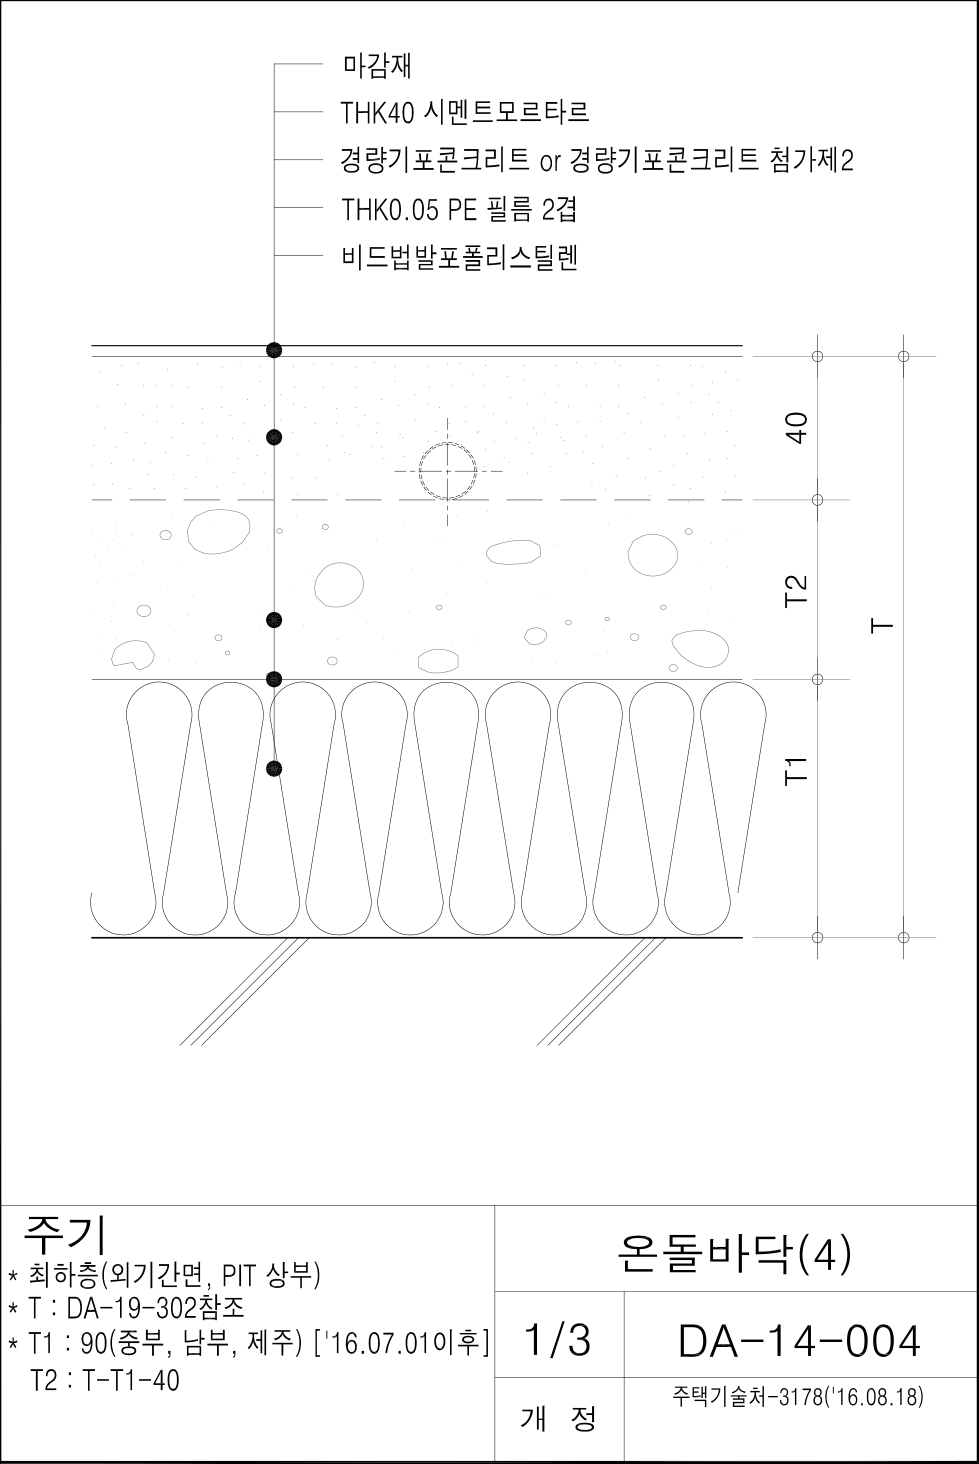 마감재
THK40 시멘트모르타르
경량기포콘크리트 or 경량기포콘크리트 첨가제2
THK0.05 PE 필름 2겹
비드법발포폴리스틸렌
40
T2
T
T1
주기
* 최하층(외기간면, PIT 상부)
* T : DA-19-302참조
* T1 : 90(중부, 남부, 제주) ['16.07.01이후]
T2 : T-T1-40
온돌바닥(4)
1/3
DA-14-004
개 정
주택기술처-3178('16.08.18)